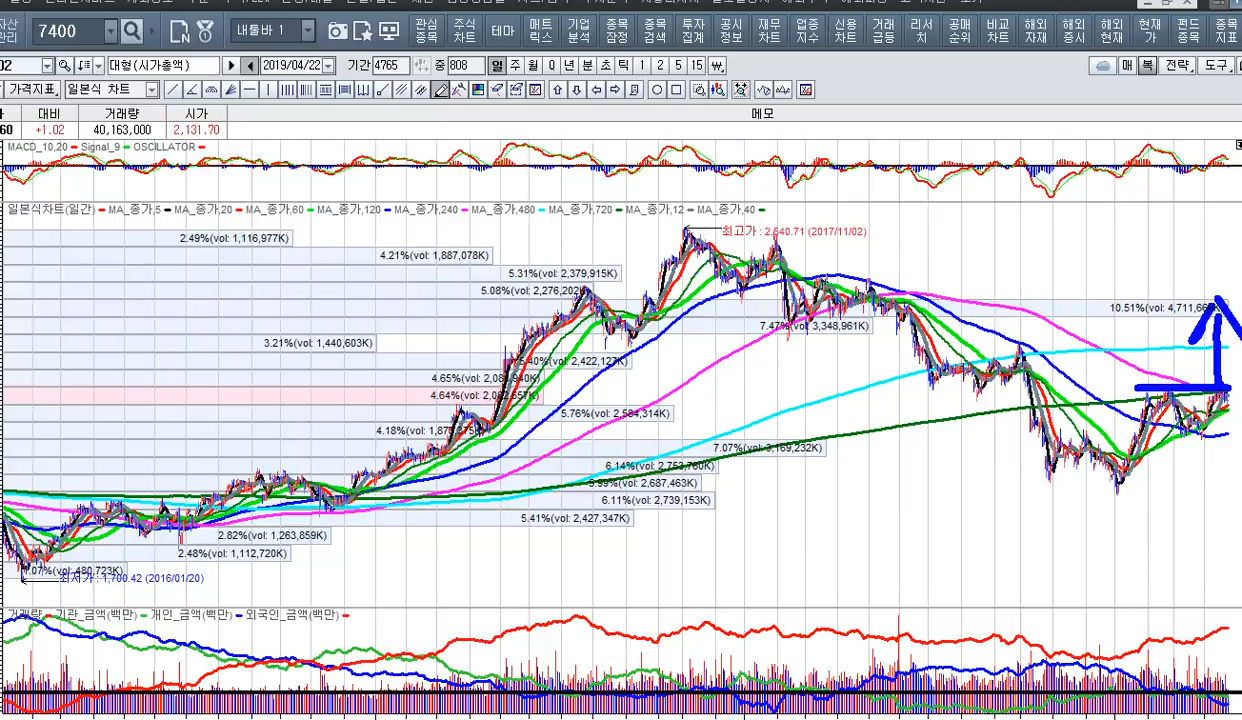 자산 관리 7400 내툴바 1 관심 종목 주식 차트 테마 매트 릭스 기업 분석 종목 잠정 종목 검색 투자 집계 공시 정보 재무 차트 업종 지수 신용 차트 거래 급등 리서 치 공매 순위 비교 차트 해외 자재 해외 증시 해외 현재 현재 가 펀드 종목 종목 지표
02 대형(시가총액) 2019/04/22 기간 4765 중 808 일 주 월 Q 년 분 초 틱 1 2 5 15 매 복 전략 도구
가격지표 일본식 차트
대비 거래량 시가 메모
60 +1.02 40,163,000 2,131.70
MACD_10,20 Signal_9 OSCILLATOR
일본식차트(일간) MA_종가,5 MA_종가,20 MA_종가,60 MA_종가,120 MA_종가,240 MA_종가,480 MA_종가,720 MA_종가,12 MA_종가,40
최고가 : 2,540.71 (2017/11/02)
2.49%(vol: 1,116,977K)
4.21%(vol: 1,887,078K)
5.31%(vol: 2,379,915K)
5.08%(vol: 2,276,202K)
10.51%(vol: 4,711,66
7.47%(vol: 3,348,961K)
3.21%(vol: 1,440,603K)
5.40%(vol: 2,422,127K)
4.65%(vol: 2,08 940K)
4.64%(vol: 2,0 657K)
5.76%(vol: 2,584,314K)
4.18%(vol: 1,87 375K)
7.07%(vol: 3,169,232K)
6.14%(vol: 2,753,760K)
5.99%(vol: 2,687,463K)
6.11%(vol: 2,739,153K)
5.41%(vol: 2,427,347K)
2.82%(vol: 1,263,859K)
2.48%(vol: 1,112,720K)
1.07%(vol: 480,723K)
최저가 : 1,700.42 (2016/01/20)
거래량 기관_금액(백만) 개인_금액(백만) 외국인_금액(백만)